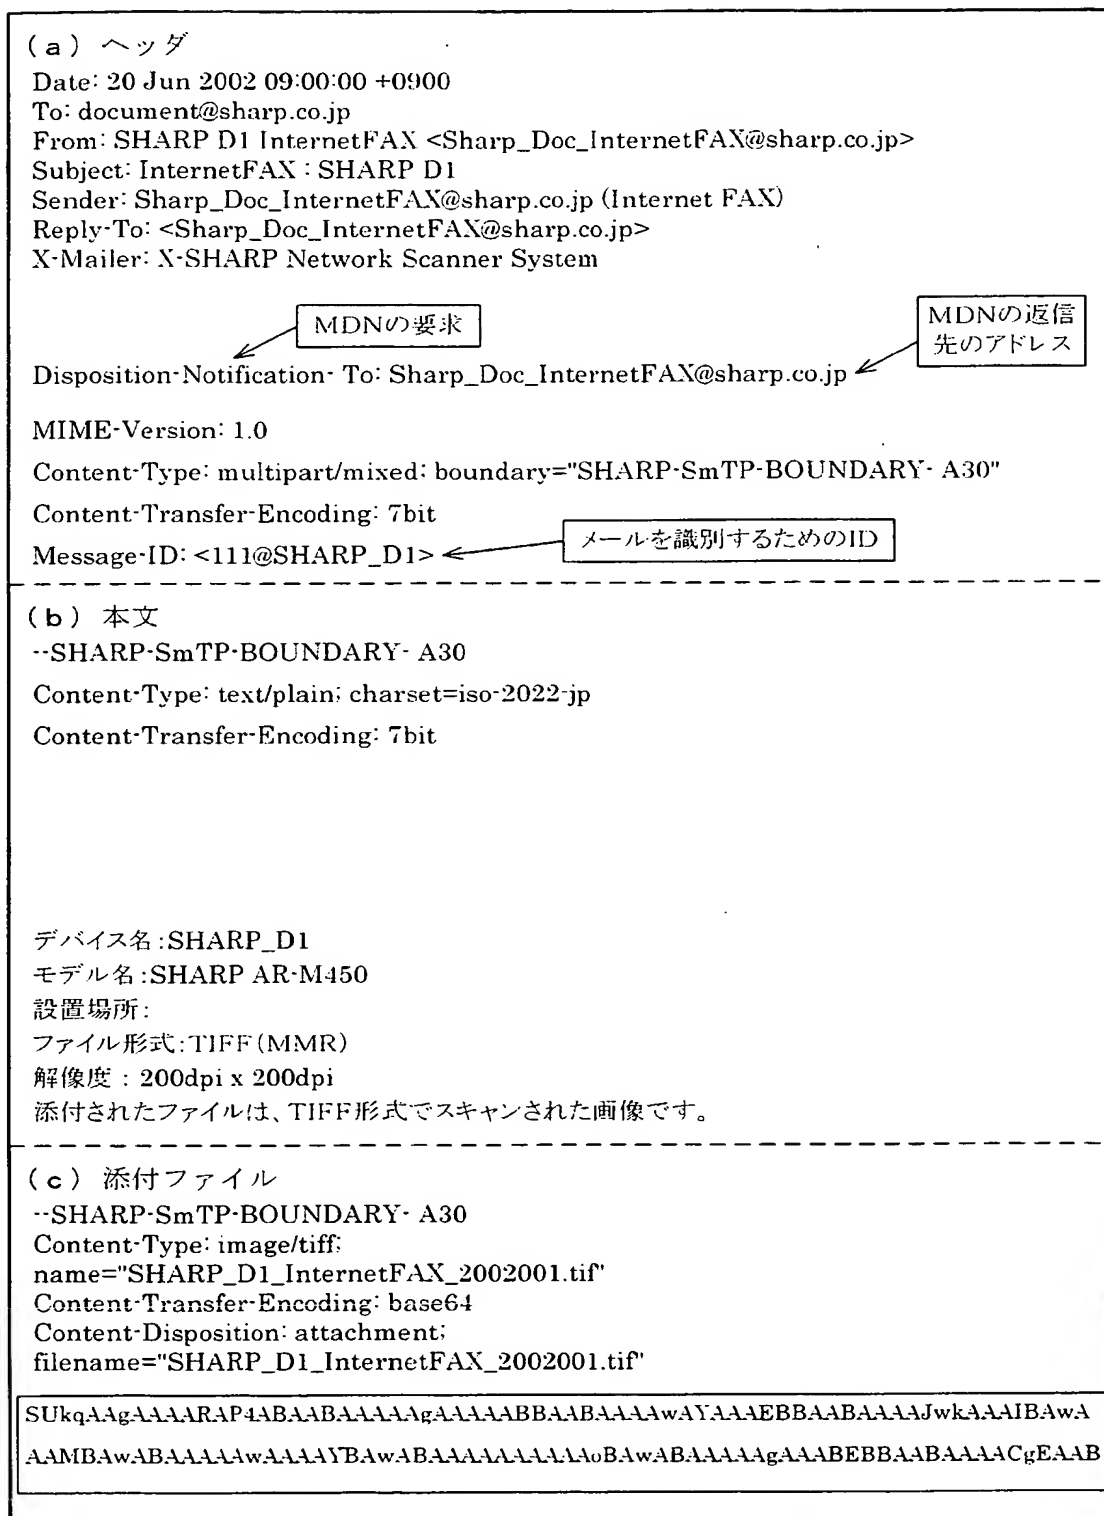 (a) ヘッダ
Date: 20 Jun 2002 09:00:00 +0900
To: document@sharp.co.jp
From: SHARP D1 InternetFAX <Sharp_Doc_InternetFAX@sharp.co.jp>
Subject: InternetFAX : SHARP D1
Sender: Sharp_Doc_InternetFAX@sharp.co.jp (Internet FAX)
Reply-To: <Sharp_Doc_InternetFAX@sharp.co.jp>
X-Mailer: X-SHARP Network Scanner System
MDNの要求
MDNの返信
先のアドレス
Disposition-Notification- To: Sharp_Doc_InternetFAX@sharp.co.jp
MIME-Version: 1.0
Content-Type: multipart/mixed; boundary="SHARP-SmTP-BOUNDARY- A30"
Content-Transfer-Encoding: 7bit
メールを識別するためのID
Message-ID: <111@SHARP_D1>
(b) 本文
--SHARP-SmTP-BOUNDARY- A30
Content-Type: text/plain; charset=iso-2022-jp
Content-Transfer-Encoding: 7bit
デバイス名:SHARP_D1
モデル名:SHARP AR-M450
設置場所:
ファイル形式:TIFF(MMR)
解像度 : 200dpi x 200dpi
添付されたファイルは、TIFF形式でスキャンされた画像です。
(c) 添付ファイル
--SHARP-SmTP-BOUNDARY- A30
Content-Type: image/tiff;
name="SHARP_D1_InternetFAX_2002001.tif"
Content-Transfer-Encoding: base64
Content-Disposition: attachment;
filename="SHARP_D1_InternetFAX_2002001.tif"